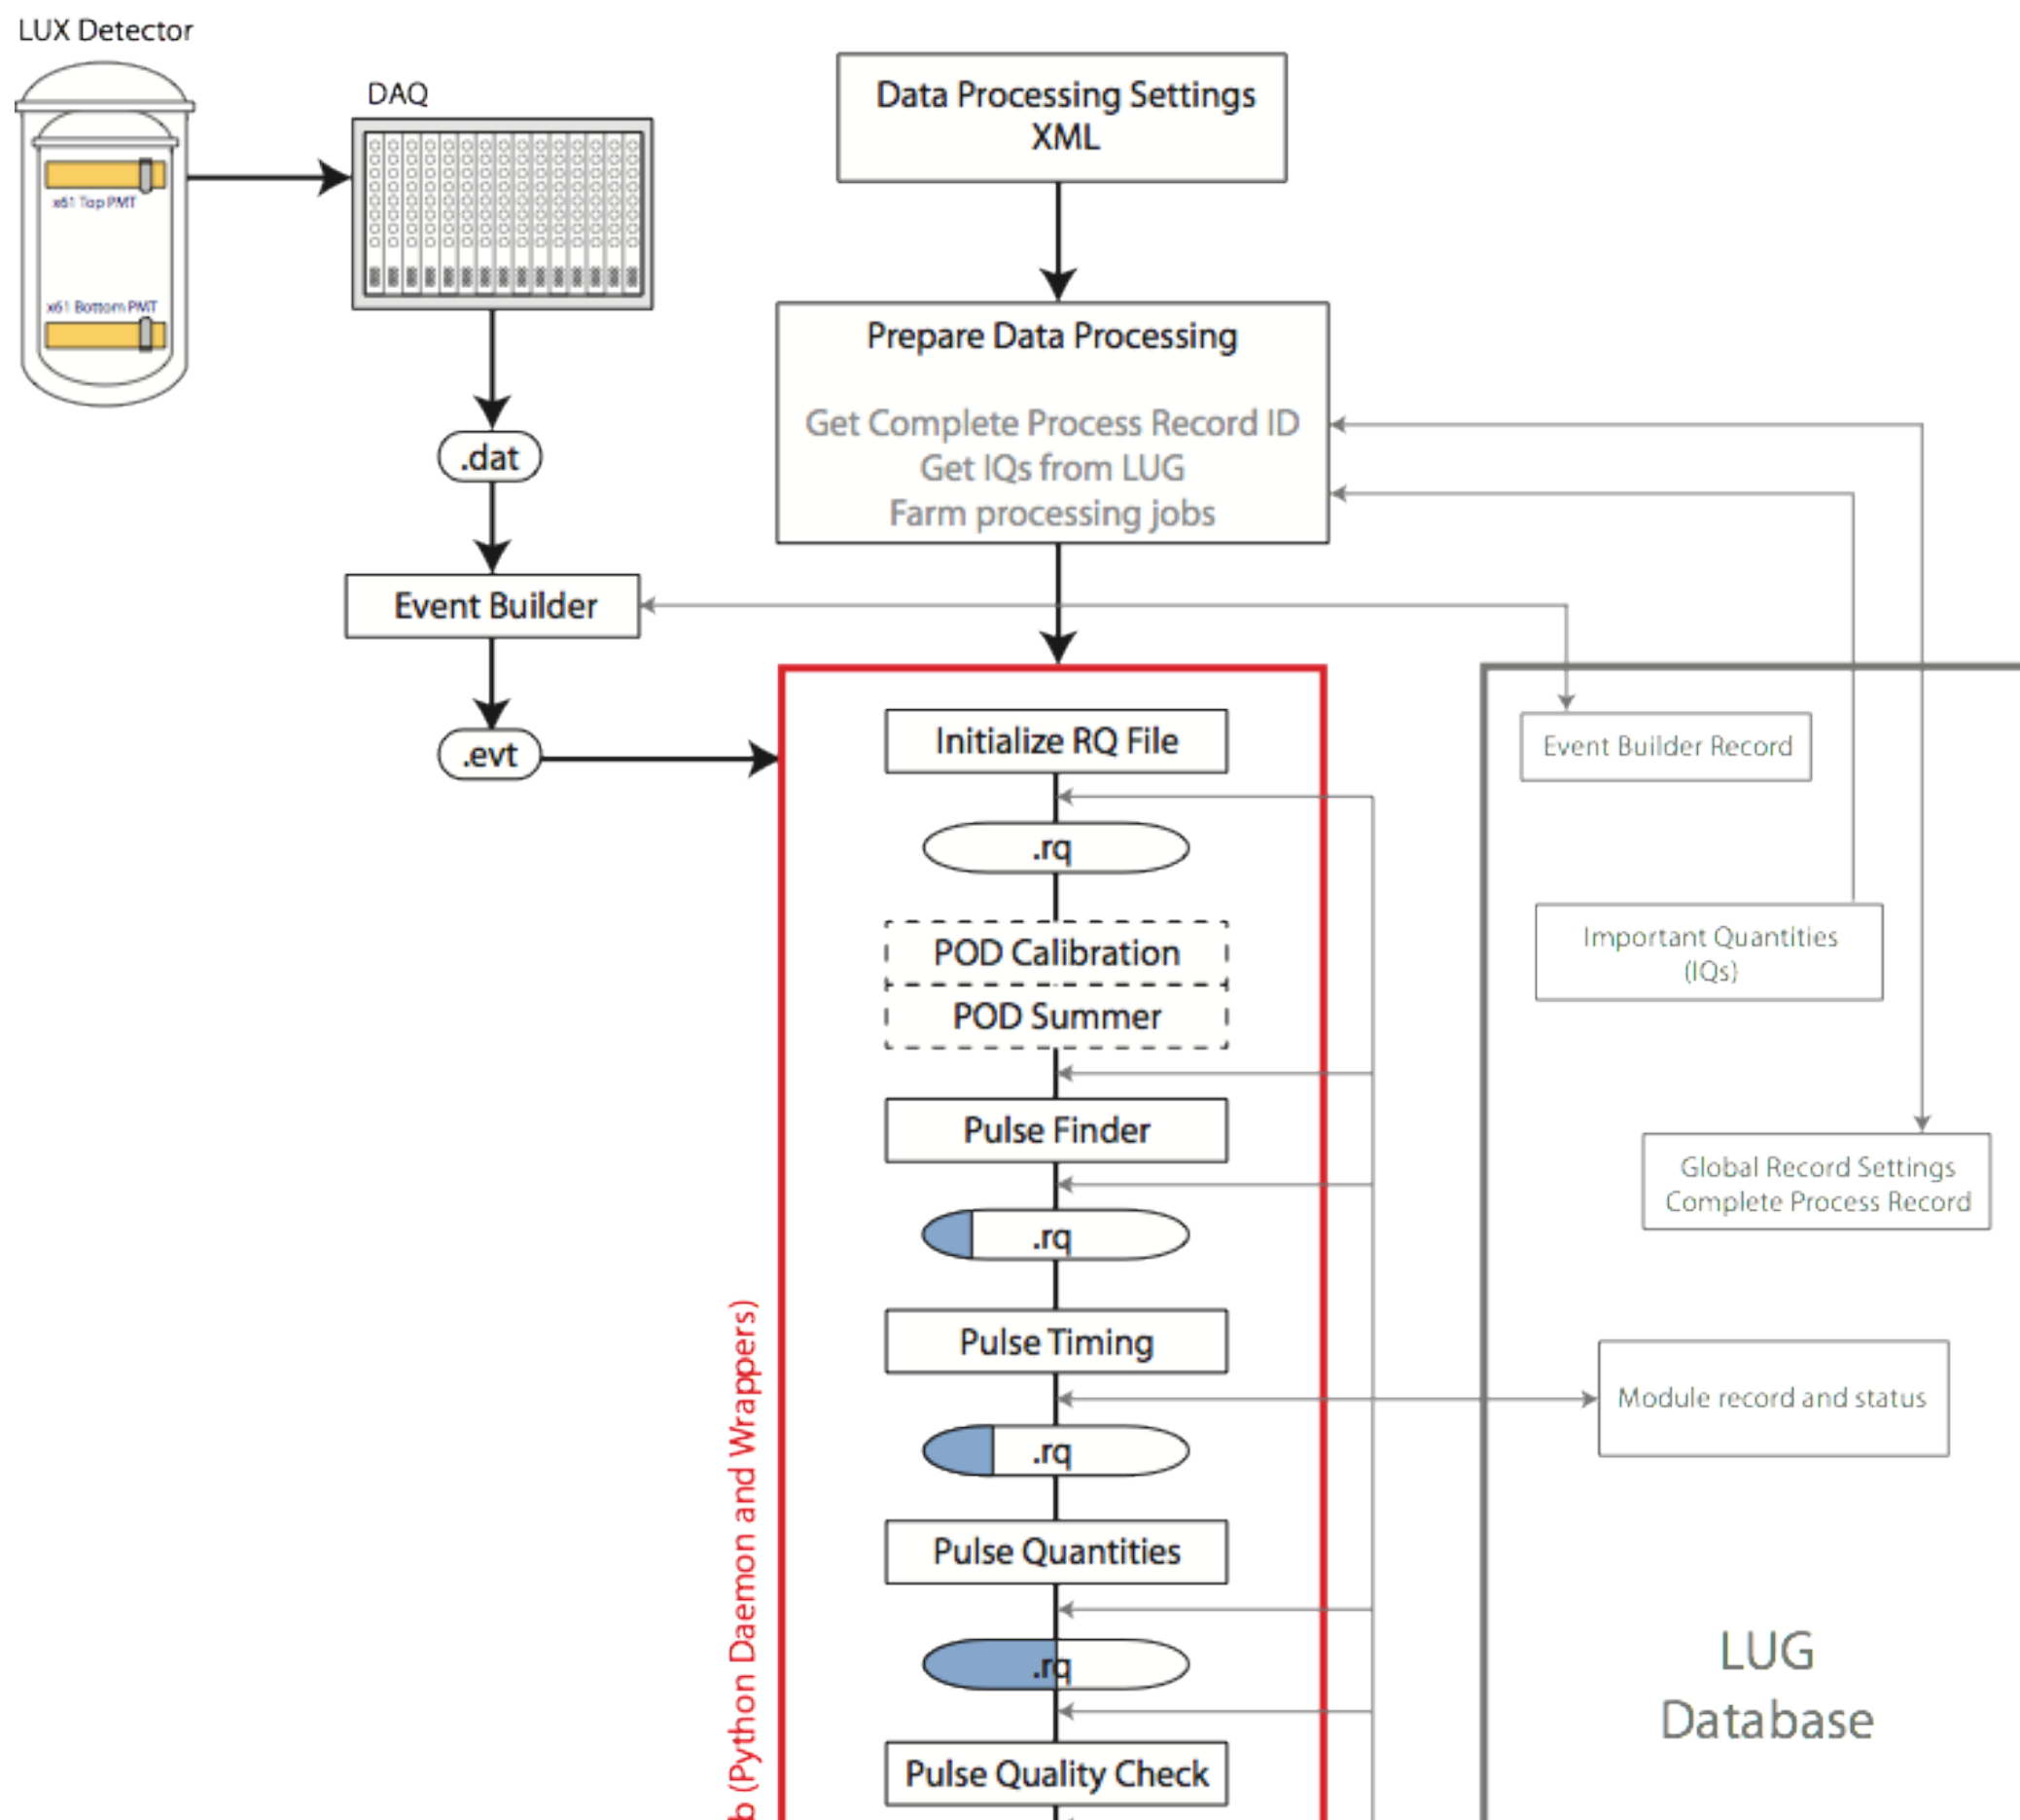 LUX Detector
DAQ
x61 Top PMT
x61 Bottom PMT
.dat
Event Builder
.evt
Data Processing Settings
XML
Prepare Data Processing
Get Complete Process Record ID
Get IQs from LUG
Farm processing jobs
Initialize RQ File
.rq
POD Calibration
POD Summer
Pulse Finder
.rq
Pulse Timing
.rq
Pulse Quantities
.rq
Pulse Quality Check
b (Python Daemon and Wrappers)
Event Builder Record
Important Quantities
(IQs)
Global Record Settings
Complete Process Record
Module record and status
LUG
Database